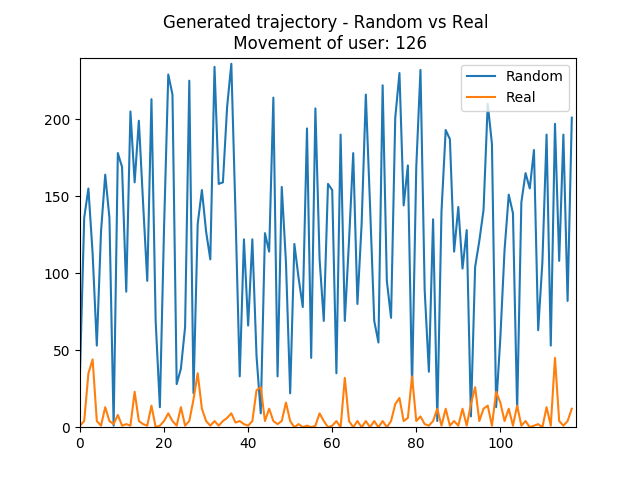 Generated trajectory - Random vs Real
Movement of user: 126
Random
Real
200
150
100
50
0
0 20 40 60 80 100